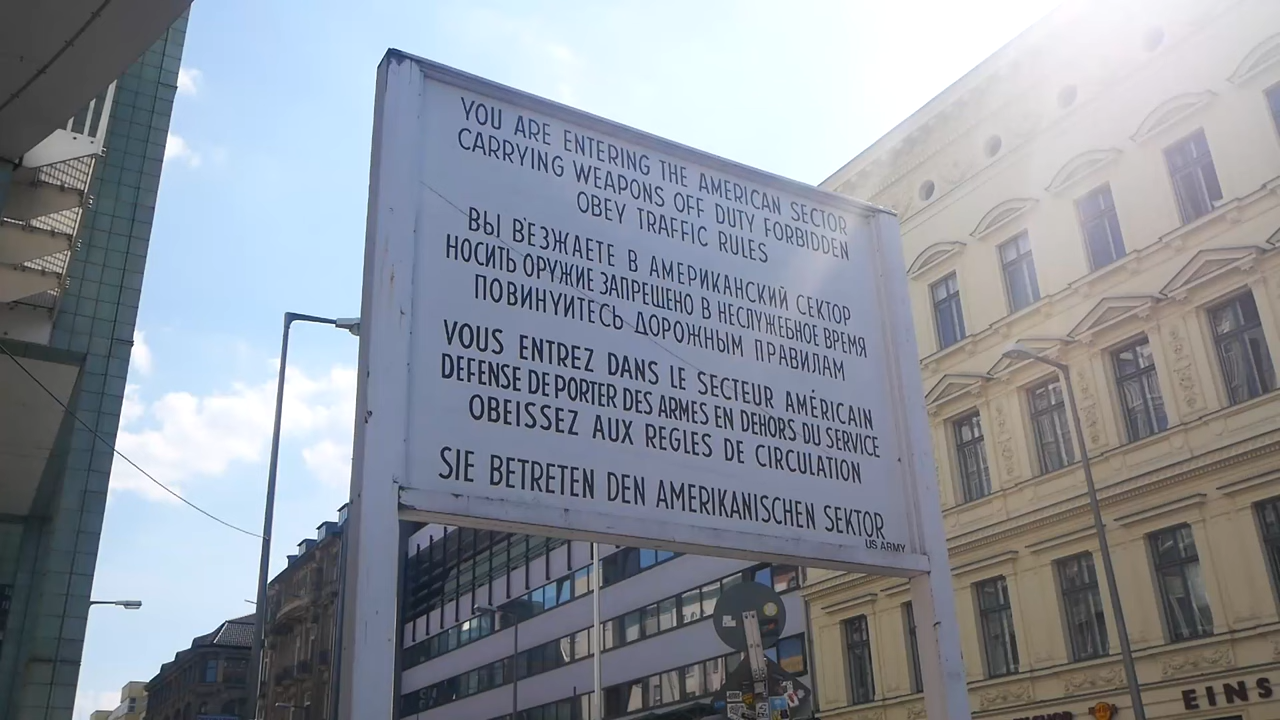 YOU ARE ENTERING THE AMERICAN SECTOR
CARRYING WEAPONS OFF DUTY FORBIDDEN
OBEY TRAFFIC RULES
ВЫ ВЪЕЗЖАЕТЕ В АМЕРИКАНСКИЙ СЕКТОР
НОСИТЬ ОРУЖИЕ ЗАПРЕЩЕНО В НЕСЛУЖЕБНОЕ ВРЕМЯ
ПОВИНУЙТЕСЬ ДОРОЖНЫМ ПРАВИЛАМ
VOUS ENTREZ DANS LE SECTEUR AMÉRICAIN
DEFENSE DE PORTER DES ARMES EN DEHORS DU SERVICE
OBEISSEZ AUX REGLES DE CIRCULATION
SIE BETRETEN DEN AMERIKANISCHEN SEKTOR
US ARMY
EINS